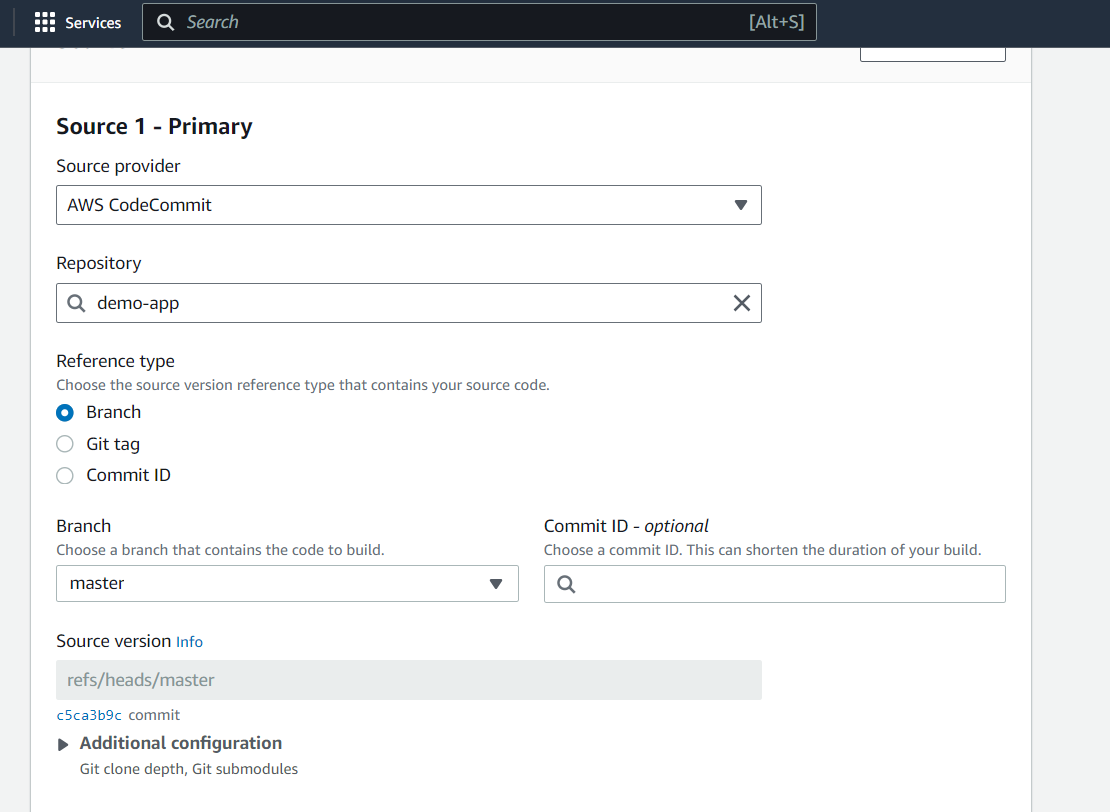 Services
Search [Alt+S]
Source 1 - Primary
Source provider
AWS CodeCommit
Repository
demo-app
Reference type
Choose the source version reference type that contains your source code.
Branch
Git tag
Commit ID
Branch
Choose a branch that contains the code to build.
master
Commit ID - optional
Choose a commit ID. This can shorten the duration of your build.
Source version Info
refs/heads/master
c5ca3b9c commit
Additional configuration
Git clone depth, Git submodules